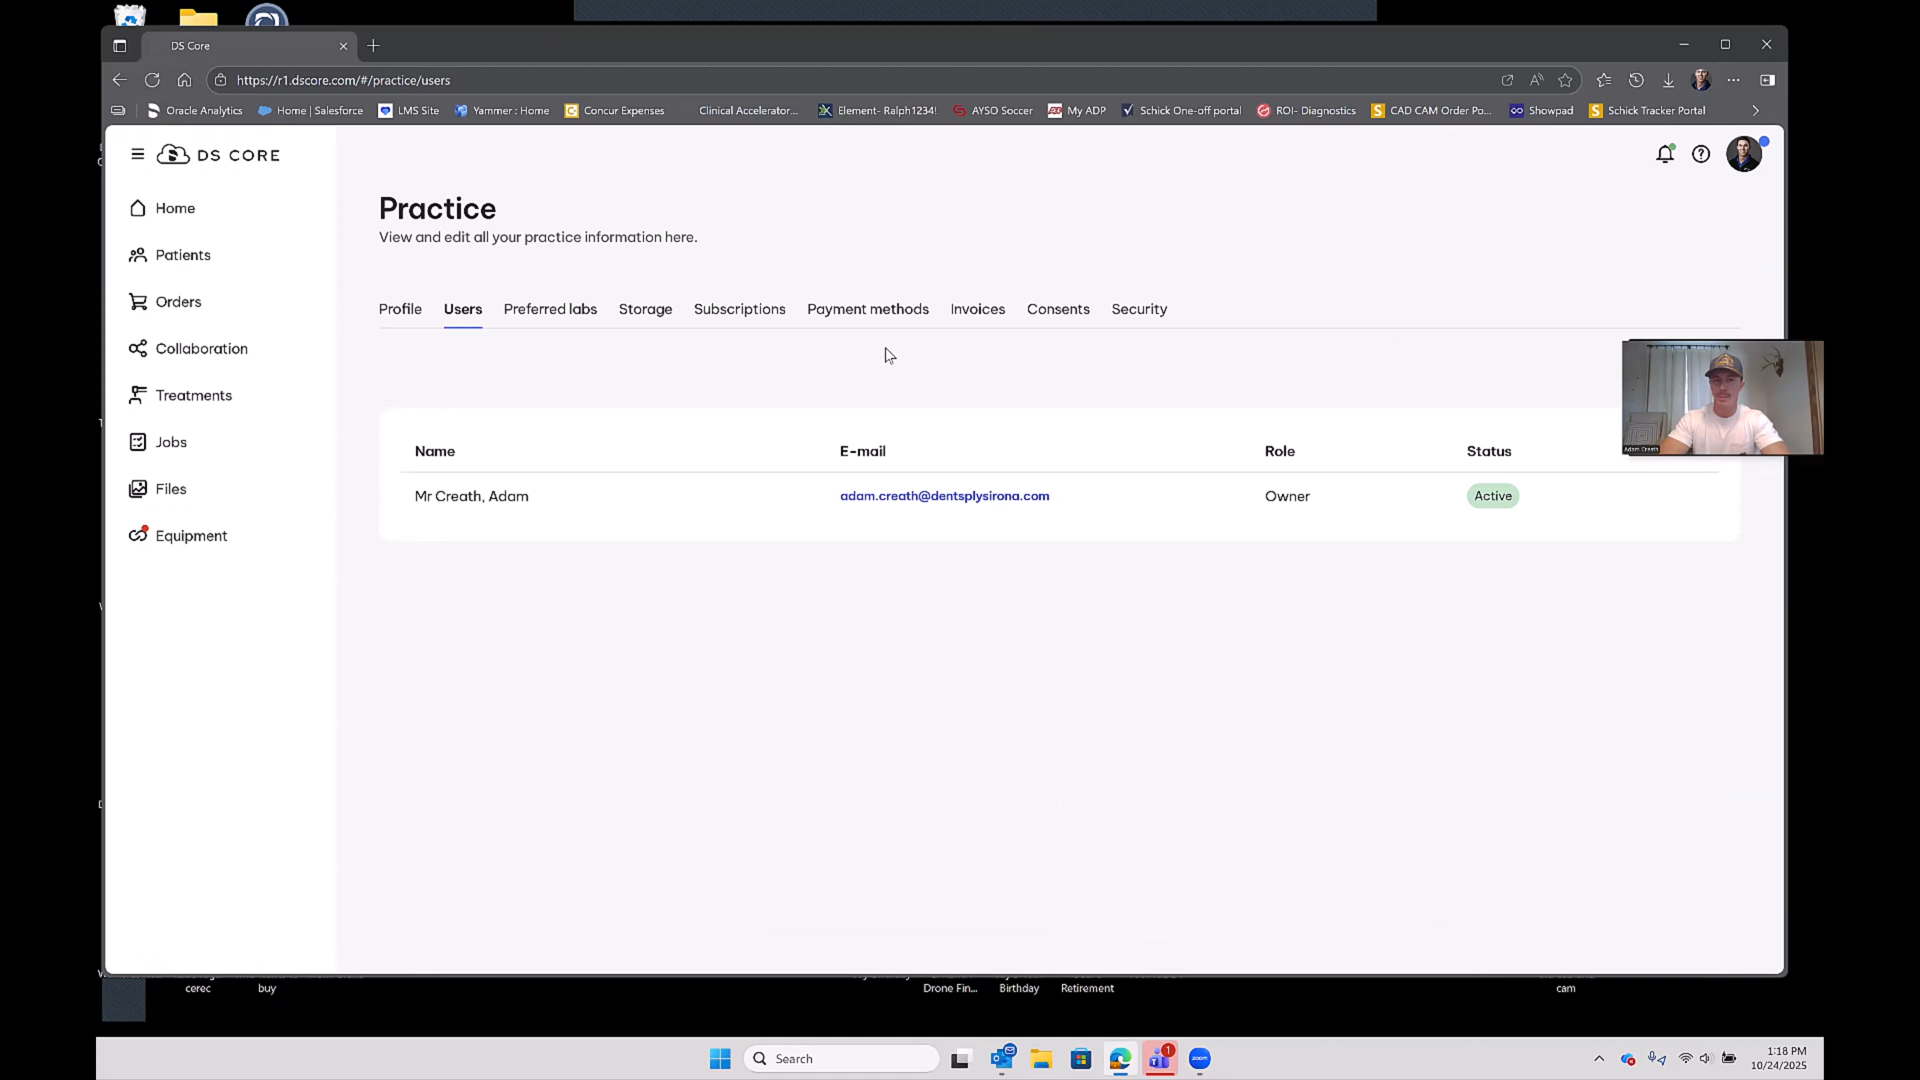 DS Core
https://r1.dscore.com/#/practice/users
Oracle Analytics
Home | Salesforce
LMS Site
Yammer : Home
Concur Expenses
Clinical Accelerator...
Element- Ralph1234!
AYSO Soccer
My ADP
Schick One-off portal
ROI- Diagnostics
CAD CAM Order Po...
Showpad
Schick Tracker Portal
DS CORE
Home
Patients
Orders
Collaboration
Treatments
Jobs
Files
Equipment
Practice
View and edit all your practice information here.
Profile Users Preferred labs Storage Subscriptions Payment methods Invoices Consents Security
Name E-mail Role Status
Mr Creath, Adam adam.creath@dentsplysirona.com Owner Active
Adam Creath
cerec
buy
Drone Fin...
Birthday
Retirement
cam
Search
1
zoom
1:18 PM
10/24/2025